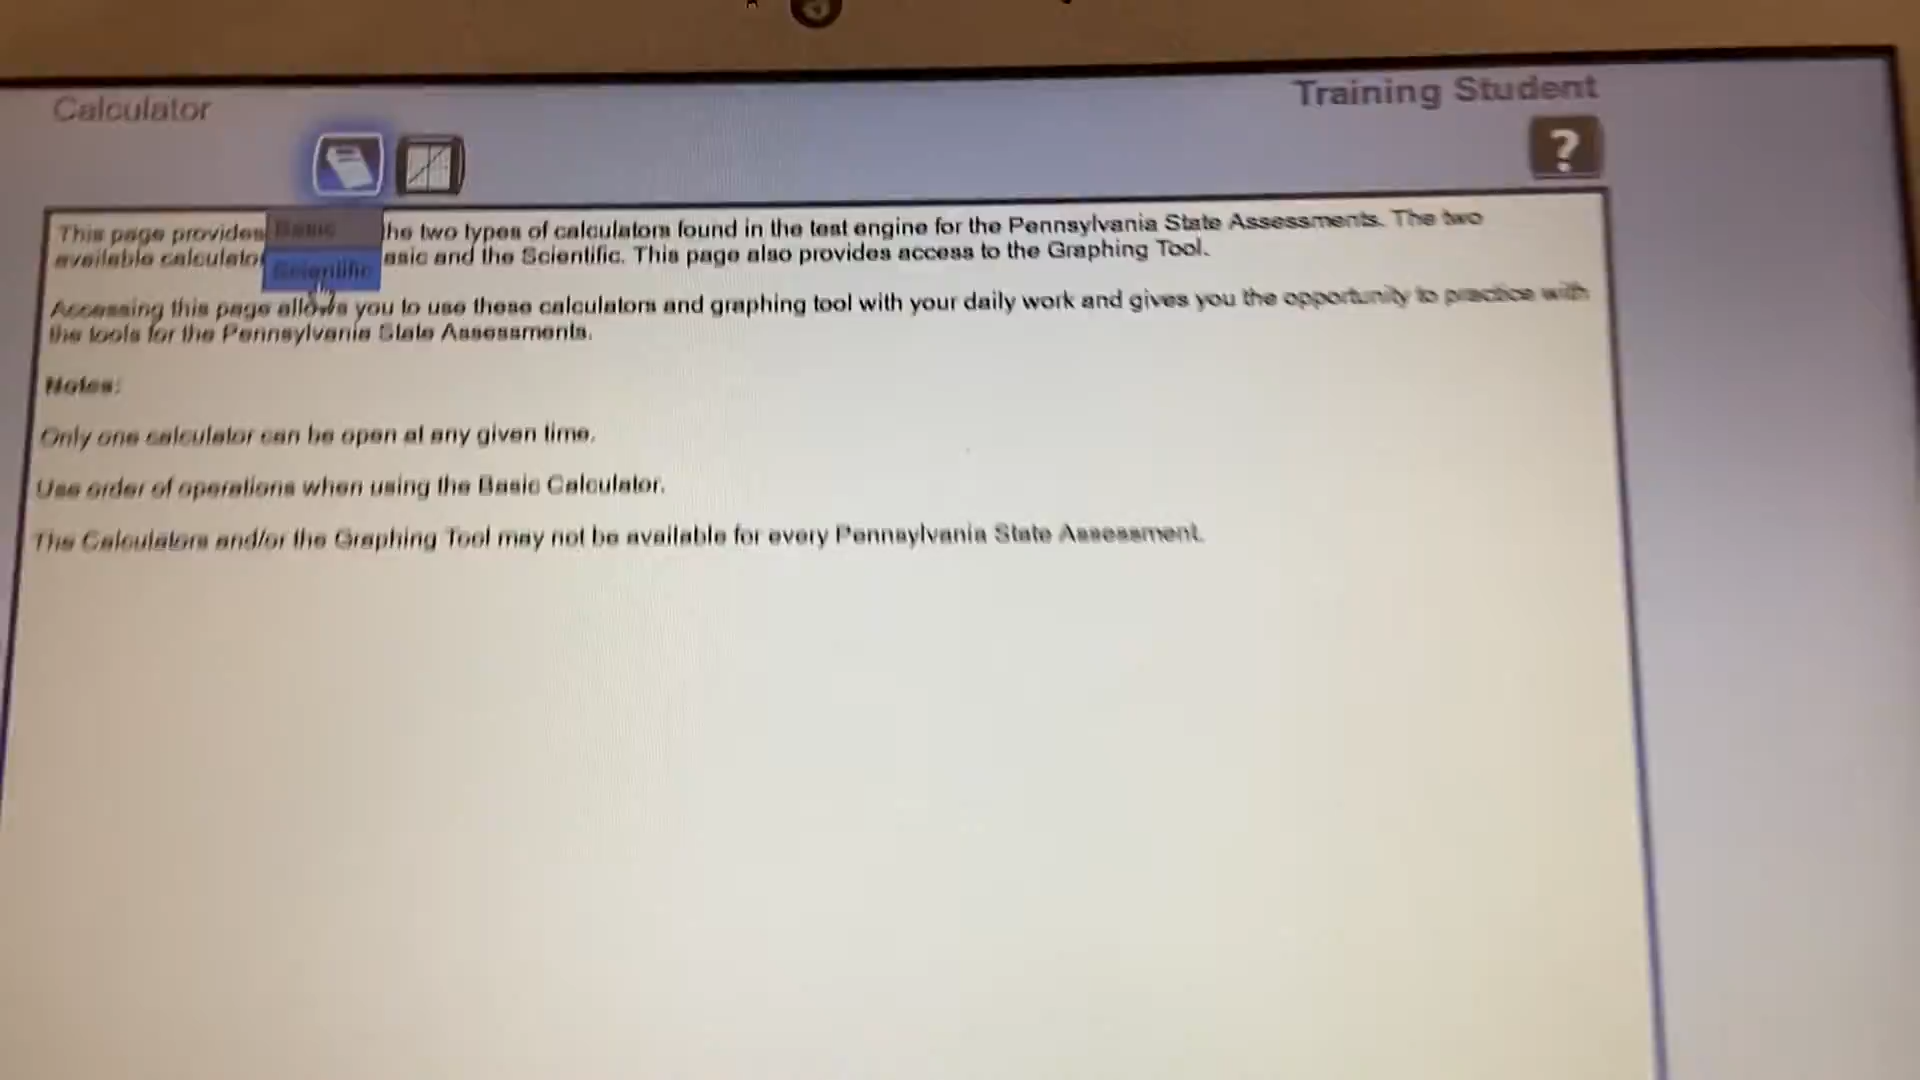 Calculator
Training Student
?
This page provides Basic he two types of calculators found in the test engine for the Pennsylvania State Assessments. The two
available calculator Scientific asic and the Scientific. This page also provides access to the Graphing Tool.
Accessing this page allows you to use these calculators and graphing tool with your daily work and gives you the opportunity to practice with
the tools for the Pennsylvania State Assessments.
Notes:
Only one calculator can be open at any given time.
Use order of operations when using the Basic Calculator.
The Calculators and/or the Graphing Tool may not be available for every Pennsylvania State Assessment.